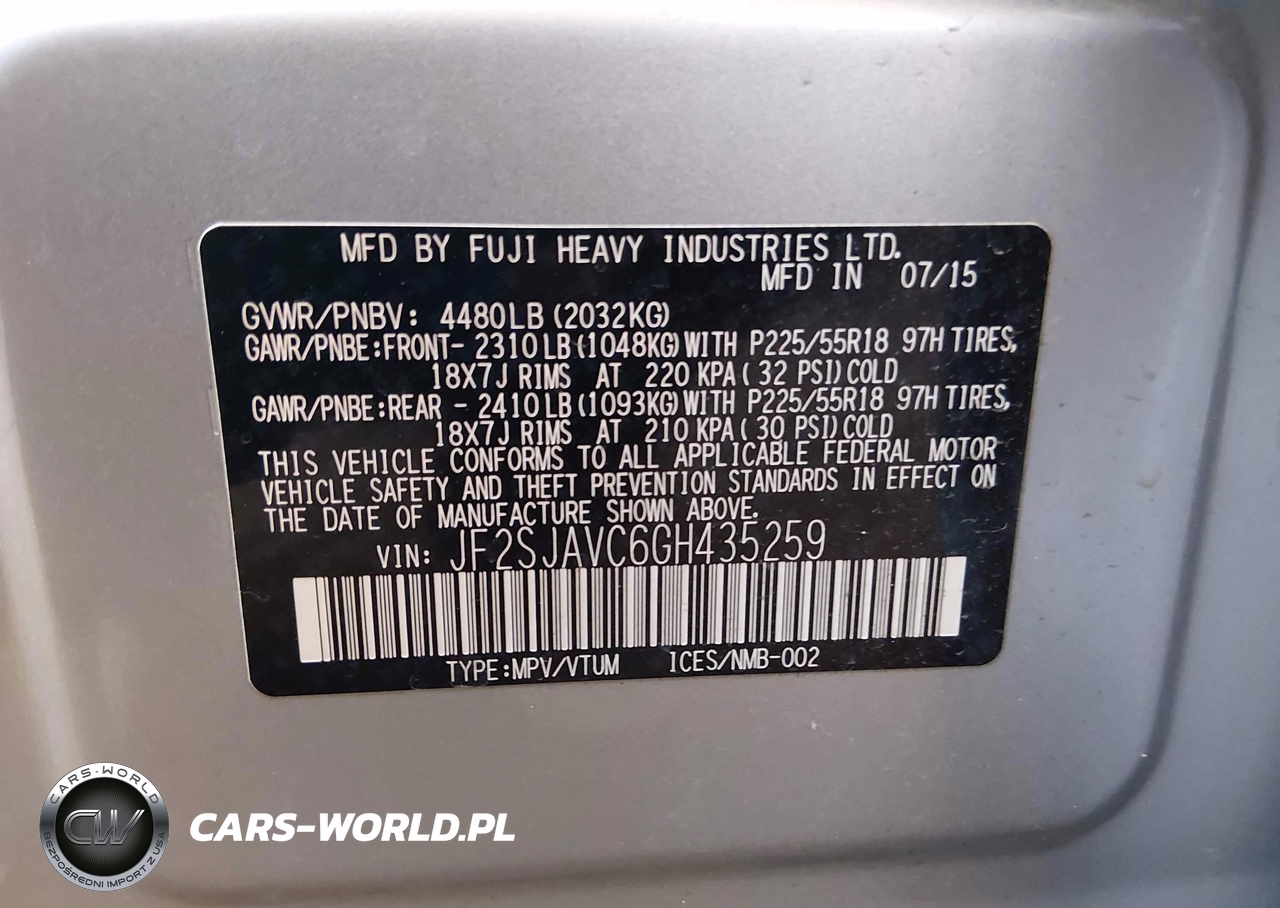 MFD BY FUJI HEAVY INDUSTRIES LTD.
MFD IN 07/15
GVWR/PNBV: 4480LB(2032KG)
GAWR/PNBE:FRONT- 2310LB(1048KG)WITH P225/55R18 97H TIRES,
18X7J RIMS AT 220 KPA( 32 PSI)COLD
GAWR/PNBE:REAR - 2410LB(1093KG)WITH P225/55R18 97H TIRES,
18X7J RIMS AT 210 KPA(30 PSI)COLD
THIS VEHICLE CONFORMS TO ALL APPLICABLE FEDERAL MOTOR
VEHICLE SAFETY AND THEFT PREVENTION STANDARDS IN EFFECT ON
THE DATE OF MANUFACTURE SHOWN ABOVE.
VIN: JF2SJAVC6GH435259
TYPE:MPV/VTUM ICES/NMB-002
CARS-WORLD
CW
BEZPOŚREDNI IMPORT Z USA
CARS-WORLD.PL